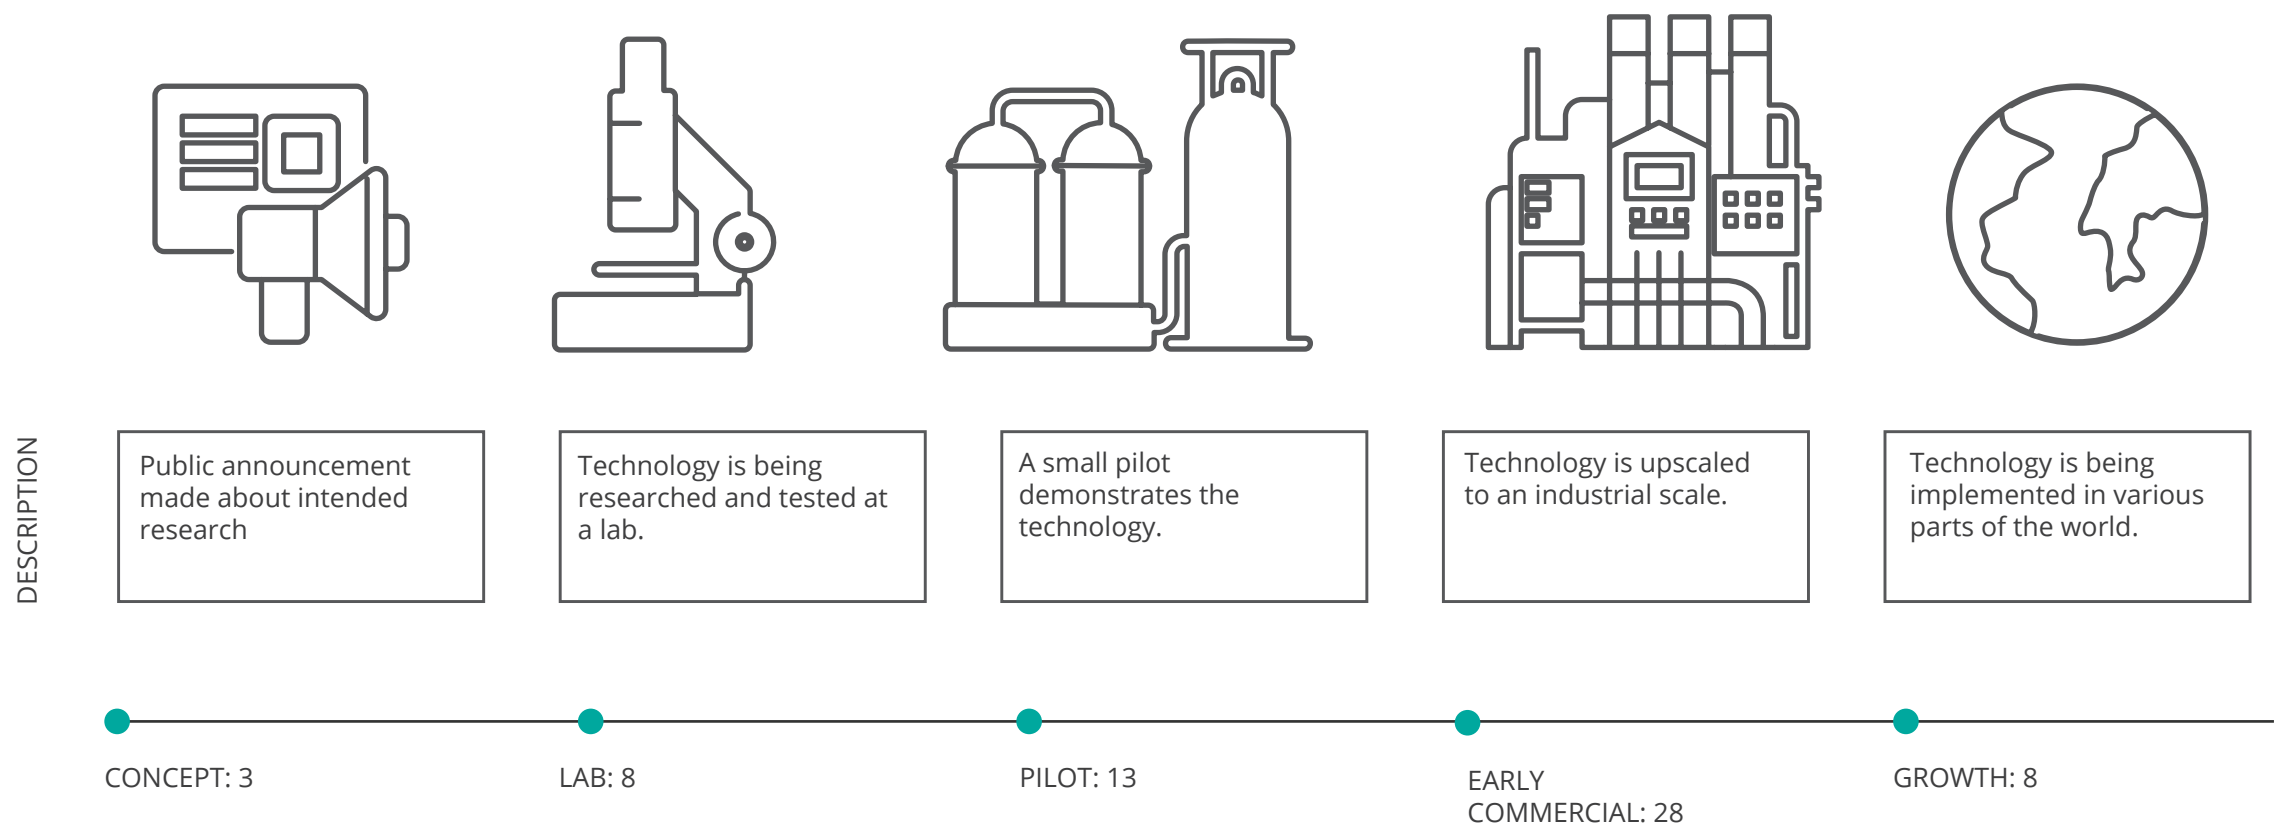 DESCRIPTION
Public announcement
made about intended
research
Technology is being
researched and tested at
a lab.
A small pilot
demonstrates the
technology.
Technology is upscaled
to an industrial scale.
Technology is being
implemented in various
parts of the world.
CONCEPT: 3
LAB: 8
PILOT: 13
EARLY
COMMERCIAL: 28
GROWTH: 8